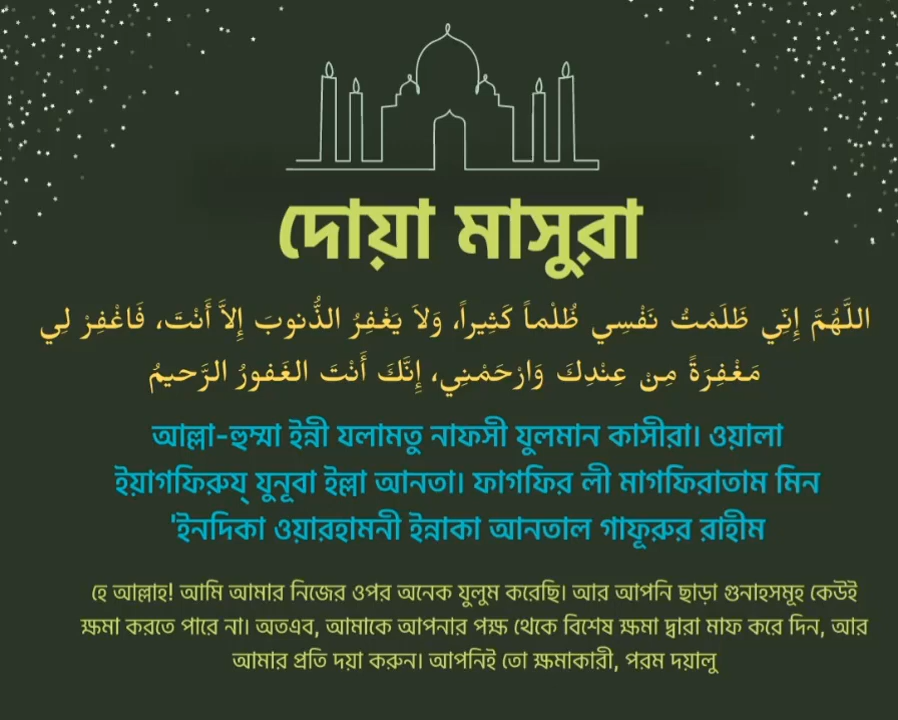 দোয়া মাসুরা
اللَّهُمَّ إِنِّي ظَلَمْتُ نَفْسِي ظُلْماً كَثِيراً، وَلاَ يَغْفِرُ الذُّنوبَ إِلاَّ أَنْتَ، فَاغْفِرْ لِي
مَغْفِرَةً مِنْ عِنْدِكَ وَارْحَمْنِي، إِنَّكَ أَنْتَ الغَفورُ الرَّحيمُ
আল্লা-হুম্মা ইন্নী যলামতু নাফসী যুলমান কাসীরা। ওয়ালা
ইয়াগফিরুয্ যুনূবা ইল্লা আনতা। ফাগফির লী মাগফিরাতাম মিন
'ইনদিকা ওয়ারহামনী ইন্নাকা আনতাল গাফূরুর রাহীম
হে আল্লাহ! আমি আমার নিজের ওপর অনেক যুলুম করেছি। আর আপনি ছাড়া গুনাহসমূহ কেউই
ক্ষমা করতে পারে না। অতএব, আমাকে আপনার পক্ষ থেকে বিশেষ ক্ষমা দ্বারা মাফ করে দিন, আর
আমার প্রতি দয়া করুন। আপনিই তো ক্ষমাকারী, পরম দয়ালু